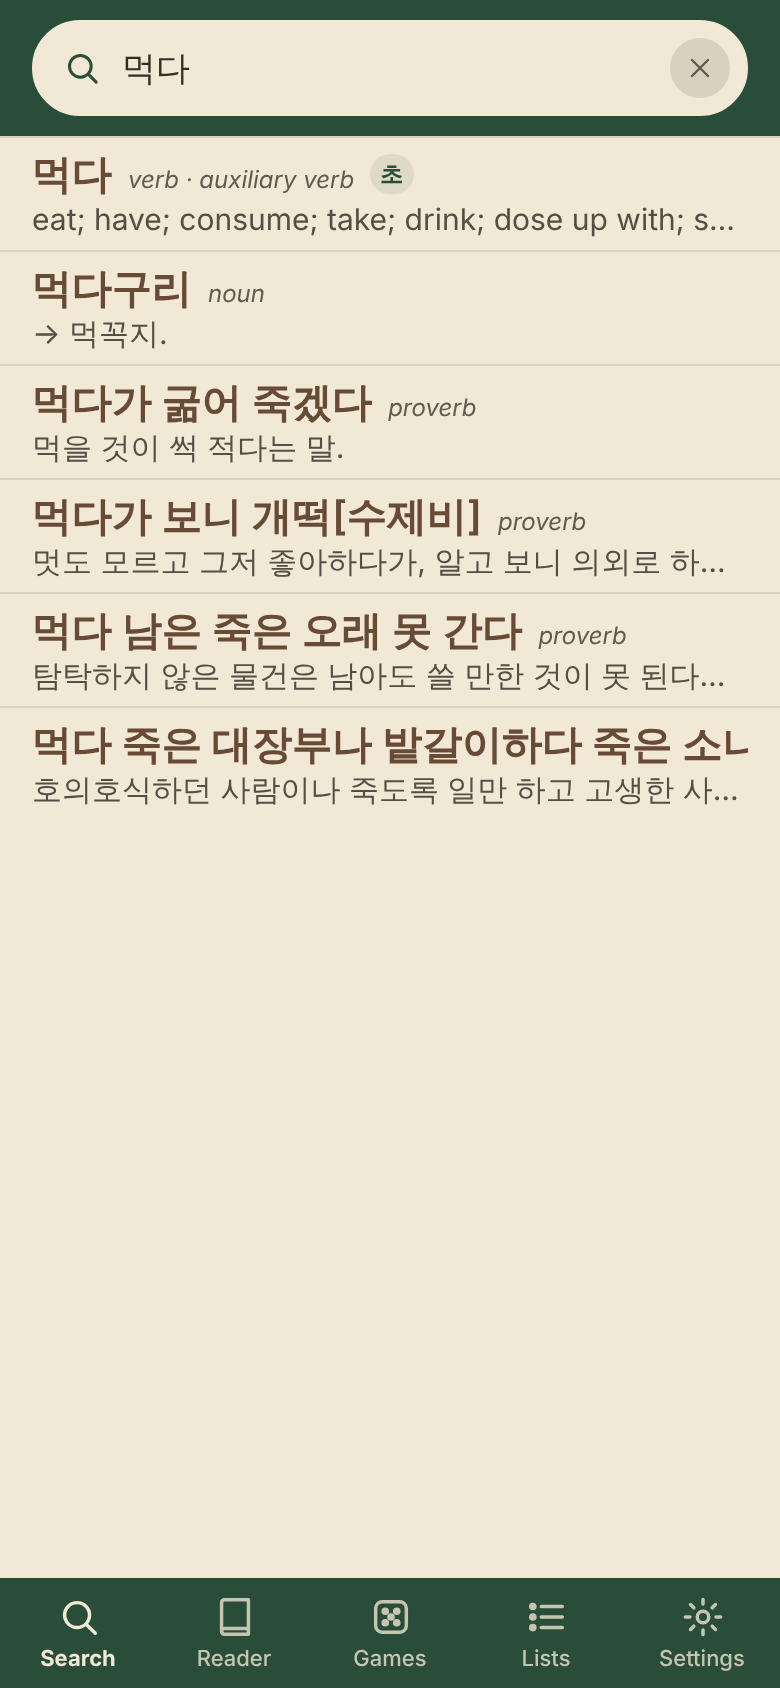 먹다
먹다 verb · auxiliary verb 초
eat; have; consume; take; drink; dose up with; s...
먹다구리 noun
→ 먹꼭지.
먹다가 굶어 죽겠다 proverb
먹을 것이 썩 적다는 말.
먹다가 보니 개떡[수제비] proverb
멋도 모르고 그저 좋아하다가, 알고 보니 의외로 하...
먹다 남은 죽은 오래 못 간다 proverb
탐탁하지 않은 물건은 남아도 쓸 만한 것이 못 된다...
먹다 죽은 대장부나 밭갈이하다 죽은 소
호의호식하던 사람이나 죽도록 일만 하고 고생한 사...
Search Reader Games Lists Settings